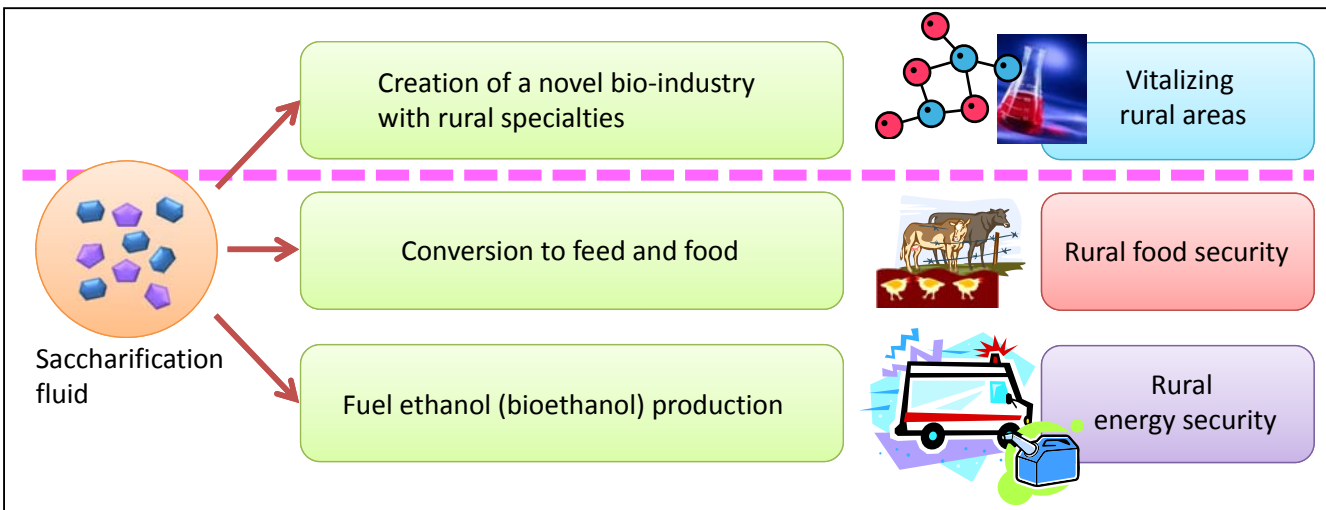 Creation of a novel bio-industry
with rural specialties
Vitalizing
rural areas
Conversion to feed and food
Rural food security
Saccharification
fluid
Fuel ethanol (bioethanol) production
Rural
energy security